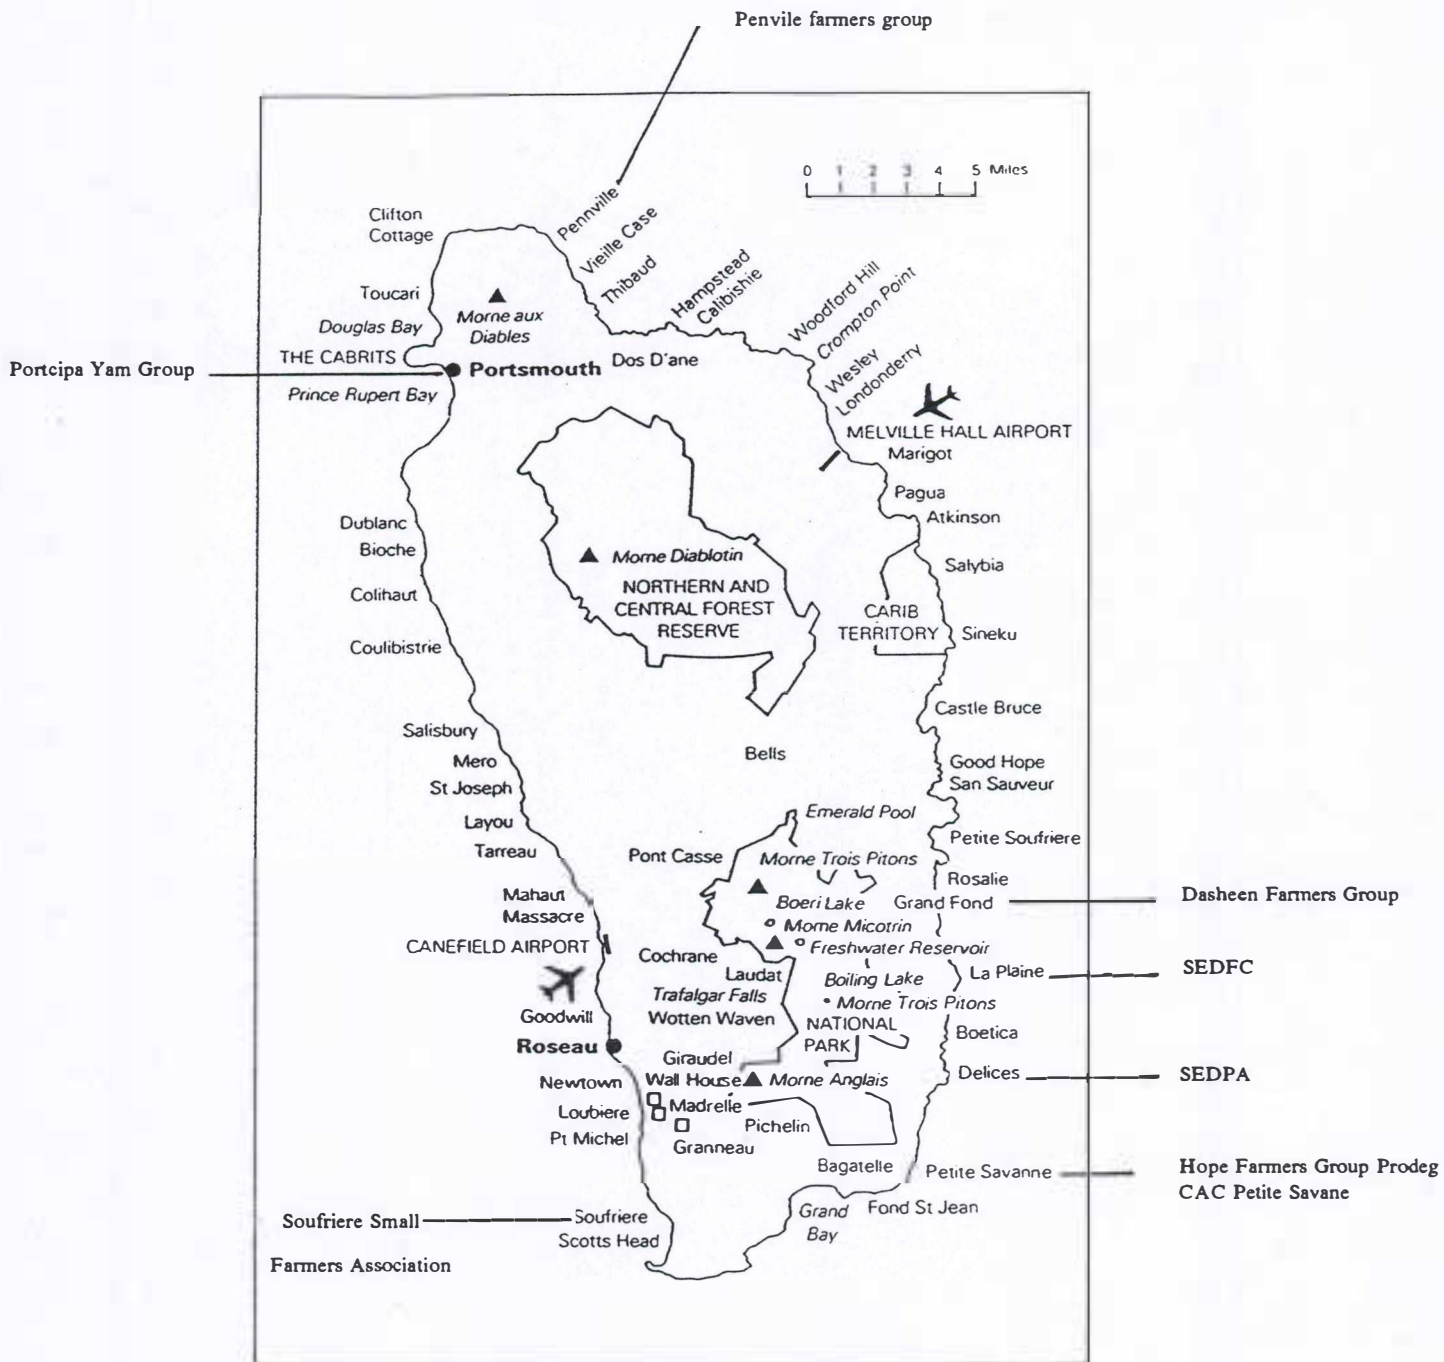 Penvile farmers group
0 1 2 3 4 5 Miles
Pennville
Clifton
Cottage
Vieille Case
Thibaud
Hampstead
Calibishie
Woodford Hill
Crompton Point
Toucari
Morne aux
Diables
Douglas Bay
THE CABRITS
Dos D'ane
Wesley
Londonderry
Portcipa Yam Group
Portsmouth
Prince Rupert Bay
MELVILLE HALL AIRPORT
Marigot
Pagua
Atkinson
Dublanc
Bioche
Morne Diablotin
Salybia
NORTHERN AND
CENTRAL FOREST
RESERVE
Colihaut
CARIB
TERRITORY
Sineku
Coulibistrie
Castle Bruce
Salisbury
Bells
Mero
Good Hope
St Joseph
San Sauveur
Emerald Pool
Layou
Petite Soufriere
Tarreau
Pont Casse
Morne Trois Pitons
Rosalie
Mahaut
Boeri Lake
Grand Fond
Dasheen Farmers Group
Massacre
Morne Micotrin
CANEFIELD AIRPORT
Freshwater Reservoir
Cochrane
Laudat
Boiling Lake
La Plaine
SEDFC
Trafalgar Falls
Morne Trois Pitons
Goodwill
Wotten Waven
NATIONAL
PARK
Boetica
Roseau
Giraudel
Newtown
Wall House
Morne Anglais
Delices
SEDPA
Loubiere
Madrelle
Pichelin
Pt Michel
Granneau
Bagatelle
Petite Savanne
Hope Farmers Group Prodeg
CAC Petite Savane
Soufriere Small
Farmers Association
Soufriere
Scotts Head
Grand
Bay
Fond St Jean